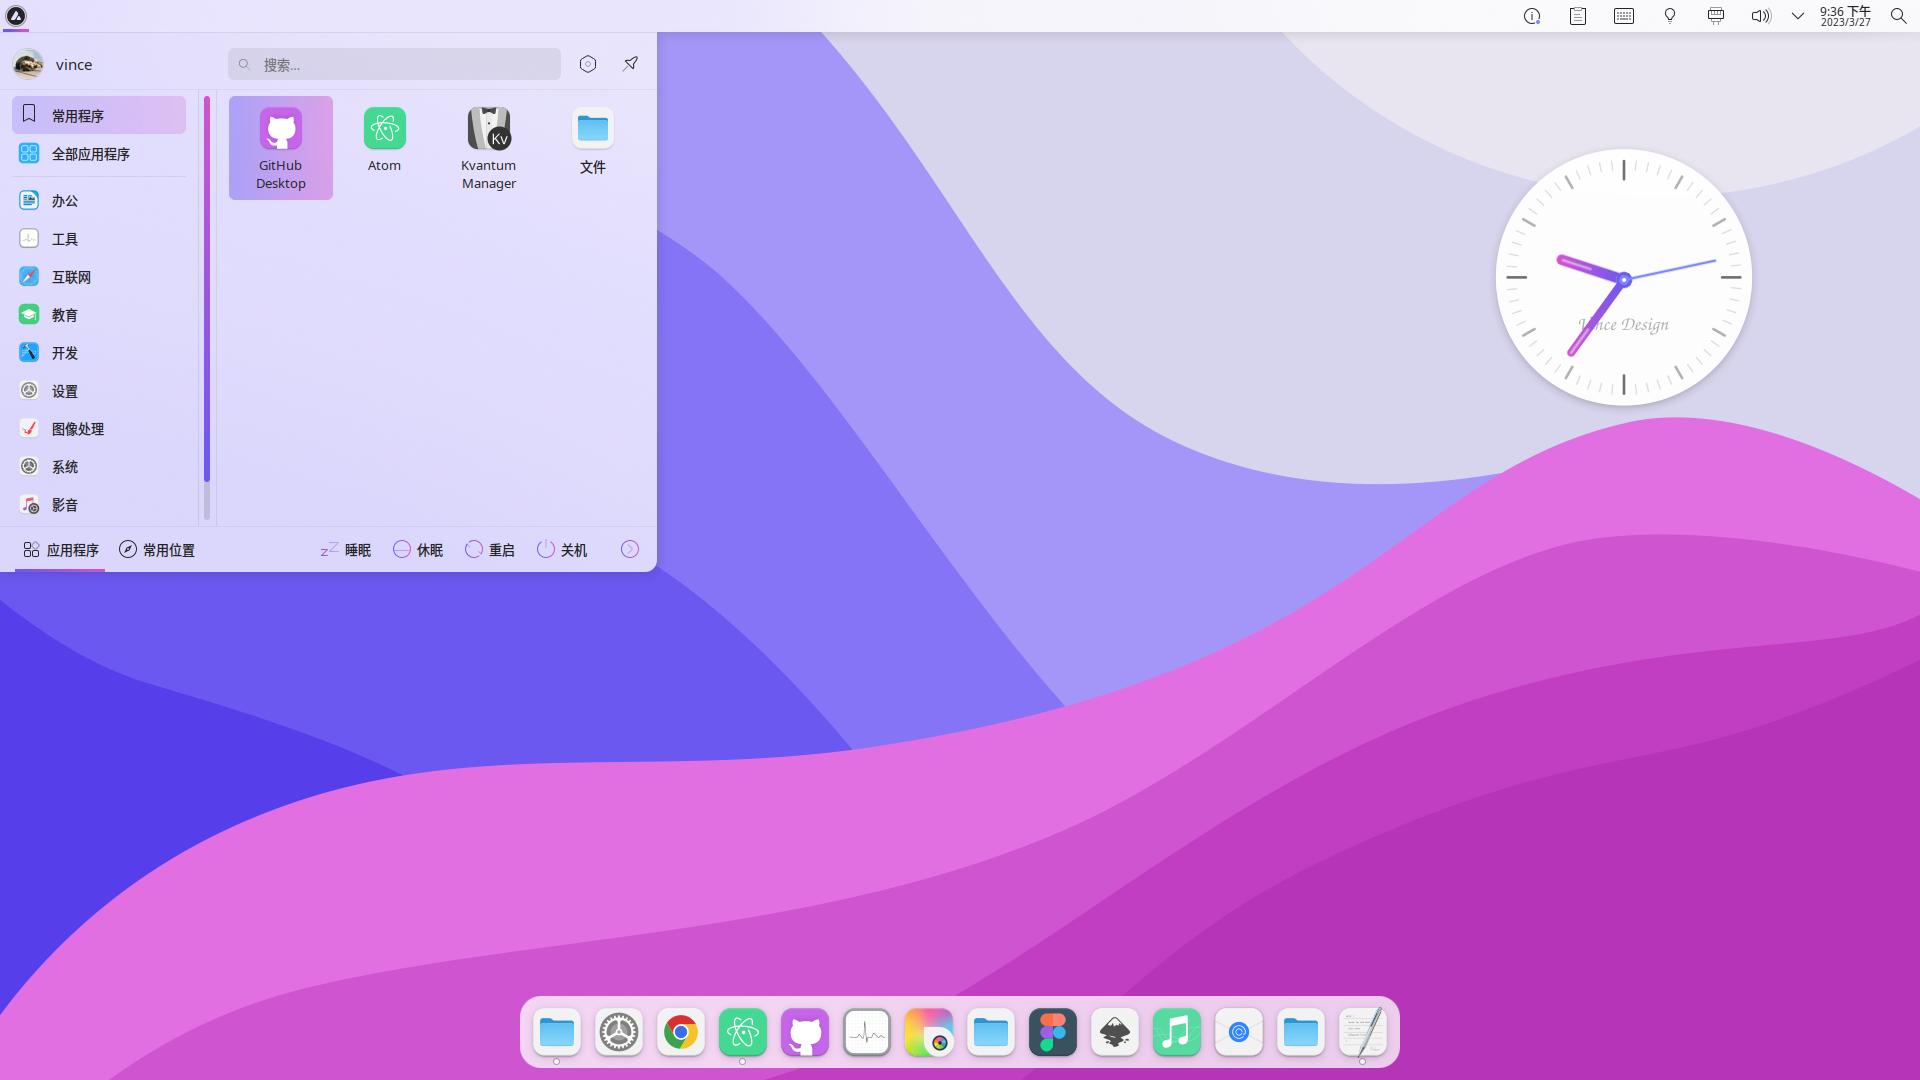 9:36 下午
2023/3/27
vince
搜索...
常用程序
全部应用程序
办公
工具
互联网
教育
开发
设置
图像处理
系统
影音
GitHub
Desktop
Atom
Kvantum
Manager
Kv
文件
Vince Design
应用程序
常用位置
zZ 睡眠
休眠
重启
关机